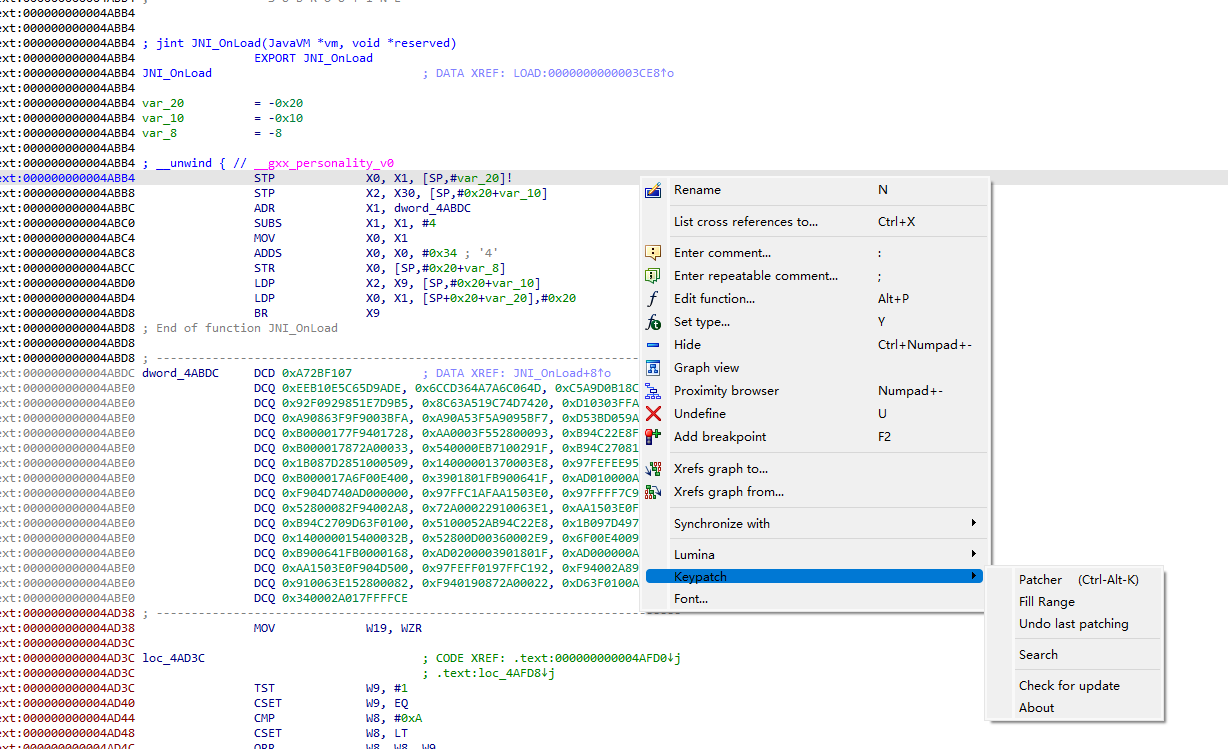 ext:000000000004ABB4 ; S U B R O U T I N E
ext:000000000004ABB4
ext:000000000004ABB4
ext:000000000004ABB4 ; jint JNI_OnLoad(JavaVM *vm, void *reserved)
ext:000000000004ABB4 EXPORT JNI_OnLoad
ext:000000000004ABB4 JNI_OnLoad ; DATA XREF: LOAD:0000000000003CE8↑o
ext:000000000004ABB4
ext:000000000004ABB4 var_20 = -0x20
ext:000000000004ABB4 var_10 = -0x10
ext:000000000004ABB4 var_8 = -8
ext:000000000004ABB4
ext:000000000004ABB4 ; __unwind { // __gxx_personality_v0
ext:000000000004ABB4 STP X0, X1, [SP,#var_20]!
ext:000000000004ABB8 STP X2, X30, [SP,#0x20+var_10]
ext:000000000004ABBC ADR X1, dword_4ABDC
ext:000000000004ABC0 SUBS X1, X1, #4
ext:000000000004ABC4 MOV X0, X1
ext:000000000004ABC8 ADDS X0, X0, #0x34 ; '4'
ext:000000000004ABCC STR X0, [SP,#0x20+var_8]
ext:000000000004ABD0 LDP X2, X9, [SP,#0x20+var_10]
ext:000000000004ABD4 LDP X0, X1, [SP+0x20+var_20],#0x20
ext:000000000004ABD8 BR X9
ext:000000000004ABD8 ; End of function JNI_OnLoad
ext:000000000004ABD8
ext:000000000004ABD8 ; ---------------------------------------------------------------------------
ext:000000000004ABDC dword_4ABDC DCD 0xA72BF107 ; DATA XREF: JNI_OnLoad+8↑o
ext:000000000004ABE0 DCQ 0xEEB10E5C65D9ADE, 0x6CCD364A7A6C064D, 0xC5A9D0B18C
ext:000000000004ABE0 DCQ 0x92F0929851E7D9B5, 0x8C63A519C74D7420, 0xD10303FFA
ext:000000000004ABE0 DCQ 0xA90863F9F9003BFA, 0xA90A53F5A9095BF7, 0xD53BD059A
ext:000000000004ABE0 DCQ 0xB0000177F9401728, 0xAA0003F552800093, 0xB94C22E8F
ext:000000000004ABE0 DCQ 0xB000017872A00033, 0x540000EB7100291F, 0xB94C27081
ext:000000000004ABE0 DCQ 0x1B087D2851000509, 0x14000001370003E8, 0x97FEFEE95
ext:000000000004ABE0 DCQ 0xB000017A6F00E400, 0x3901801FB900641F, 0xAD010000A
ext:000000000004ABE0 DCQ 0xF904D740AD000000, 0x97FFC1AFAA1503E0, 0x97FFFF7C9
ext:000000000004ABE0 DCQ 0x52800082F94002A8, 0x72A00022910063E1, 0xAA1503E0F
ext:000000000004ABE0 DCQ 0xB94C2709D63F0100, 0x5100052AB94C22E8, 0x1B097D497
ext:000000000004ABE0 DCQ 0x140000015400032B, 0x52800D00360002E9, 0x6F00E4009
ext:000000000004ABE0 DCQ 0xB900641FB0000168, 0xAD0200003901801F, 0xAD000000A
ext:000000000004ABE0 DCQ 0xAA1503E0F904D500, 0x97FEFF0197FFC192, 0xF94002A89
ext:000000000004ABE0 DCQ 0x910063E152800082, 0xF940190872A00022, 0xD63F0100A
ext:000000000004ABE0 DCQ 0x340002A017FFFFCE
ext:000000000004AD38 ; ---------------------------------------------------------------------------
ext:000000000004AD38 MOV W19, WZR
ext:000000000004AD3C
ext:000000000004AD3C loc_4AD3C ; CODE XREF: .text:000000000004AFD0↓j
ext:000000000004AD3C ; .text:loc_4AFD8↓j
ext:000000000004AD3C TST W9, #1
ext:000000000004AD40 CSET W9, EQ
ext:000000000004AD44 CMP W8, #0xA
ext:000000000004AD48 CSET W8, LT
ext:000000000004AD4C ORR W8, W8, W9
Rename N
List cross references to... Ctrl+X
Enter comment... :
Enter repeatable comment... ;
Edit function... Alt+P
Set type... Y
Hide Ctrl+Numpad+-
Graph view
Proximity browser Numpad+-
Undefine U
Add breakpoint F2
Xrefs graph to...
Xrefs graph from...
Synchronize with
Lumina
Keypatch
Font...
Patcher (Ctrl-Alt-K)
Fill Range
Undo last patching
Search
Check for update
About